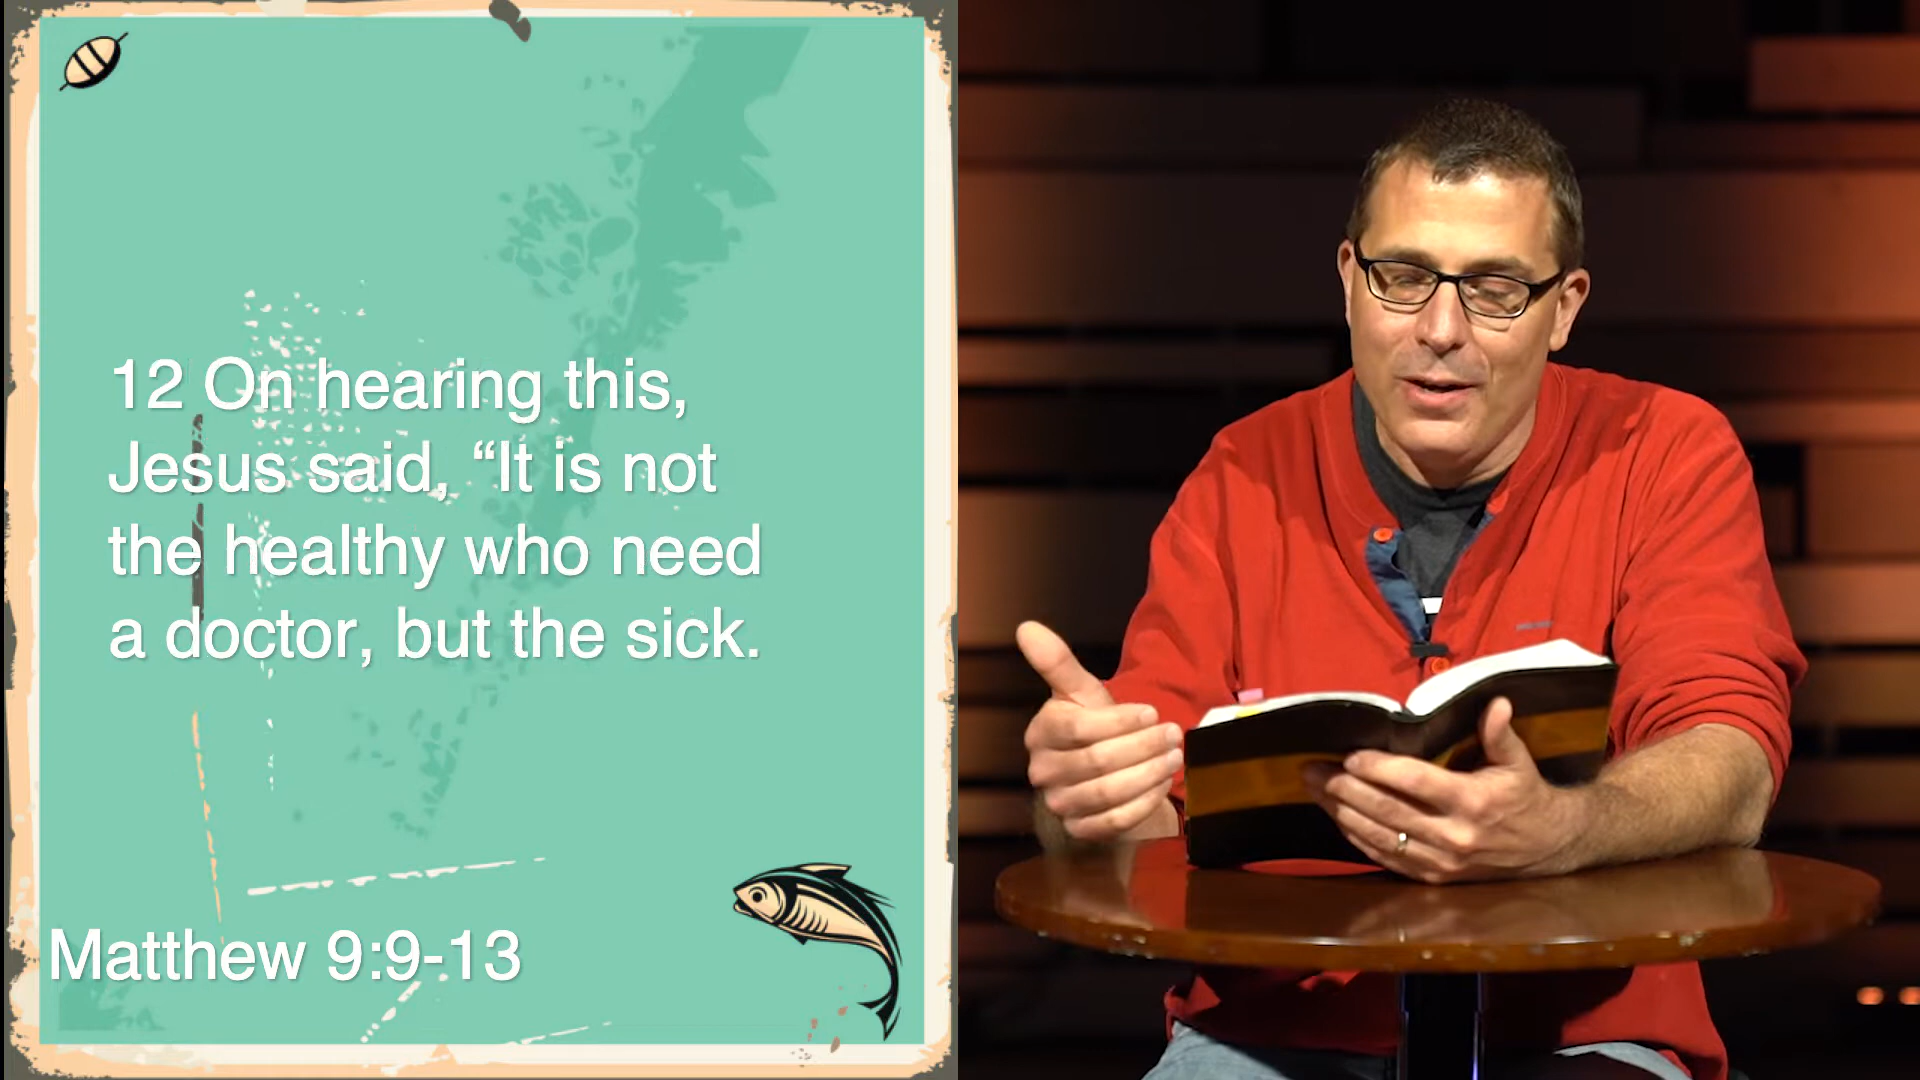 12 On hearing this,
Jesus said, “It is not
the healthy who need
a doctor, but the sick.
Matthew 9:9-13